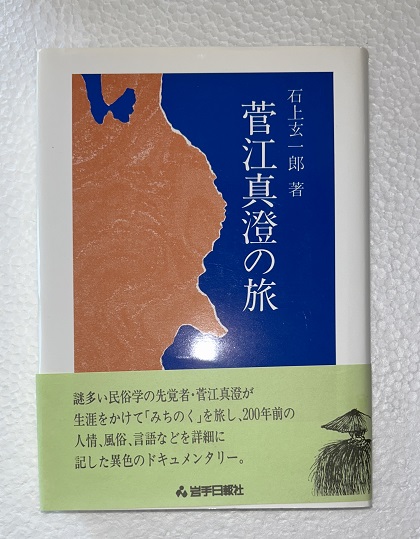 石上玄一郎 著
菅江真澄の旅
謎多い民俗学の先覚者・菅江真澄が
生涯をかけて「みちのく」を旅し、200年前の
人情、風俗、言語などを詳細に
記した異色のドキュメンタリー。
岩手日報社